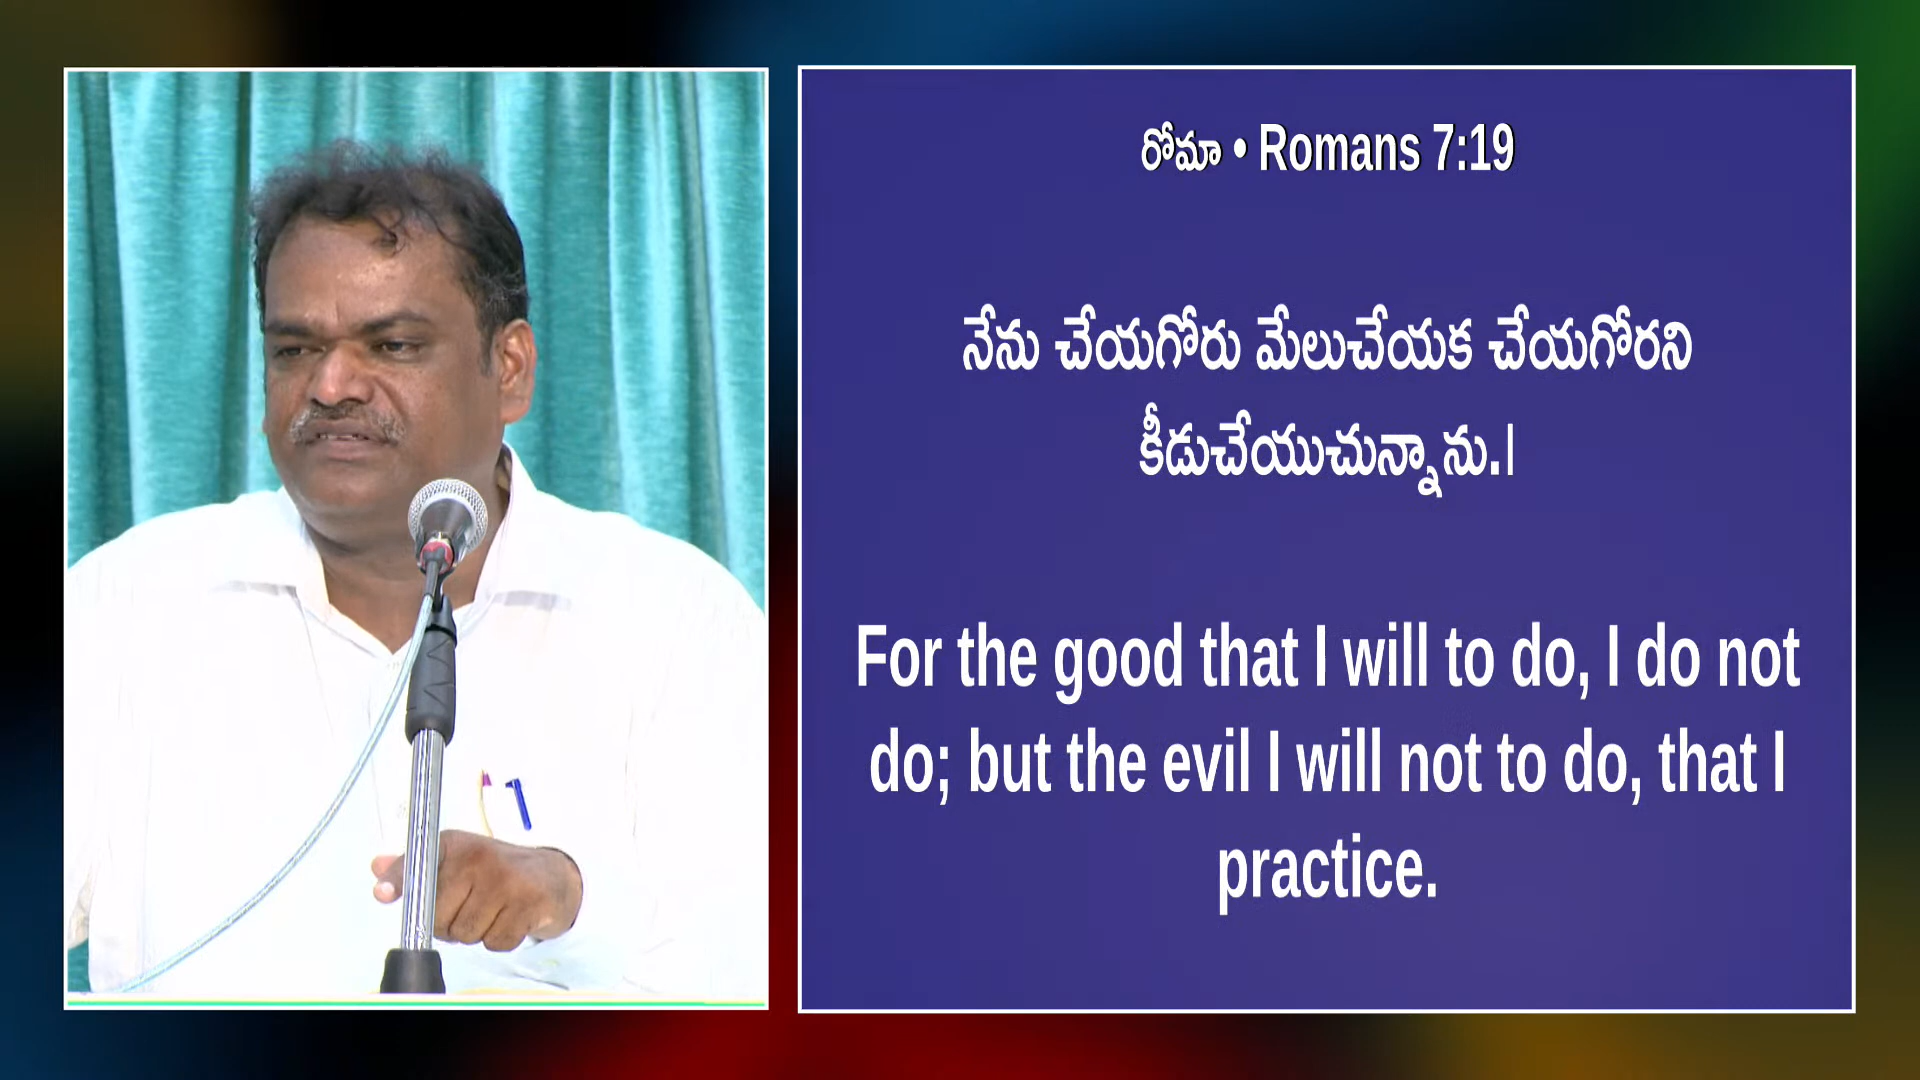 రోమా • Romans 7:19
నేను చేయగోరు మేలుచేయక చేయగోరని
కీడుచేయుచున్నాను.|
For the good that I will to do, I do not
do; but the evil I will not to do, that I
practice.